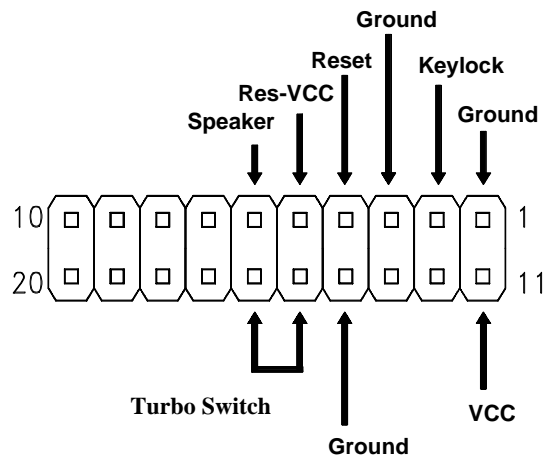 Ground
Reset
Keylock
Res-VCC
Ground
Speaker
10
1
20
11
Turbo Switch
VCC
Ground